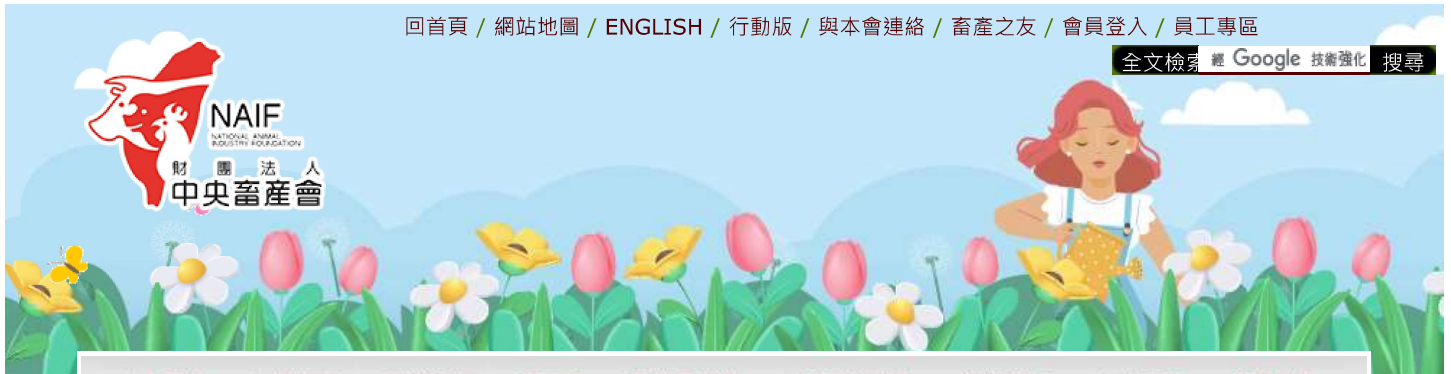 回首頁 / 網站地圖 / ENGLISH / 行動版 / 與本會連絡 / 畜產之友 / 會員登入 / 員工專區
全文檢索 經 Google 技術強化 搜尋
NAIF
NATIONAL ANIMAL
INDUSTRY FOUNDATION
財團法人
中央畜產會